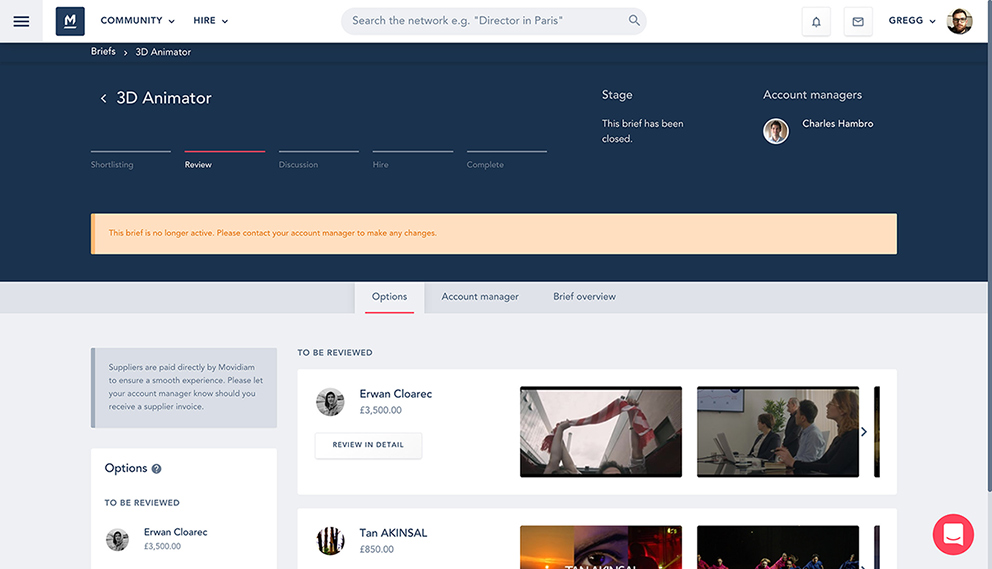 M
COMMUNITY
HIRE
Search the network e.g. "Director in Paris"
GREGG
Briefs > 3D Animator
< 3D Animator
Shortlisting
Review
Discussion
Hire
Complete
Stage
This brief has been
closed.
Account managers
Charles Hambro
This brief is no longer active. Please contact your account manager to make any changes.
Options
Account manager
Brief overview
Suppliers are paid directly by Movidiam
to ensure a smooth experience. Please let
your account manager know should you
receive a supplier invoice.
Options ?
TO BE REVIEWED
Erwan Cloarec
£3,500.00
TO BE REVIEWED
Erwan Cloarec
£3,500.00
REVIEW IN DETAIL
Tan AKINSAL
£850.00
TAN AKINSAL